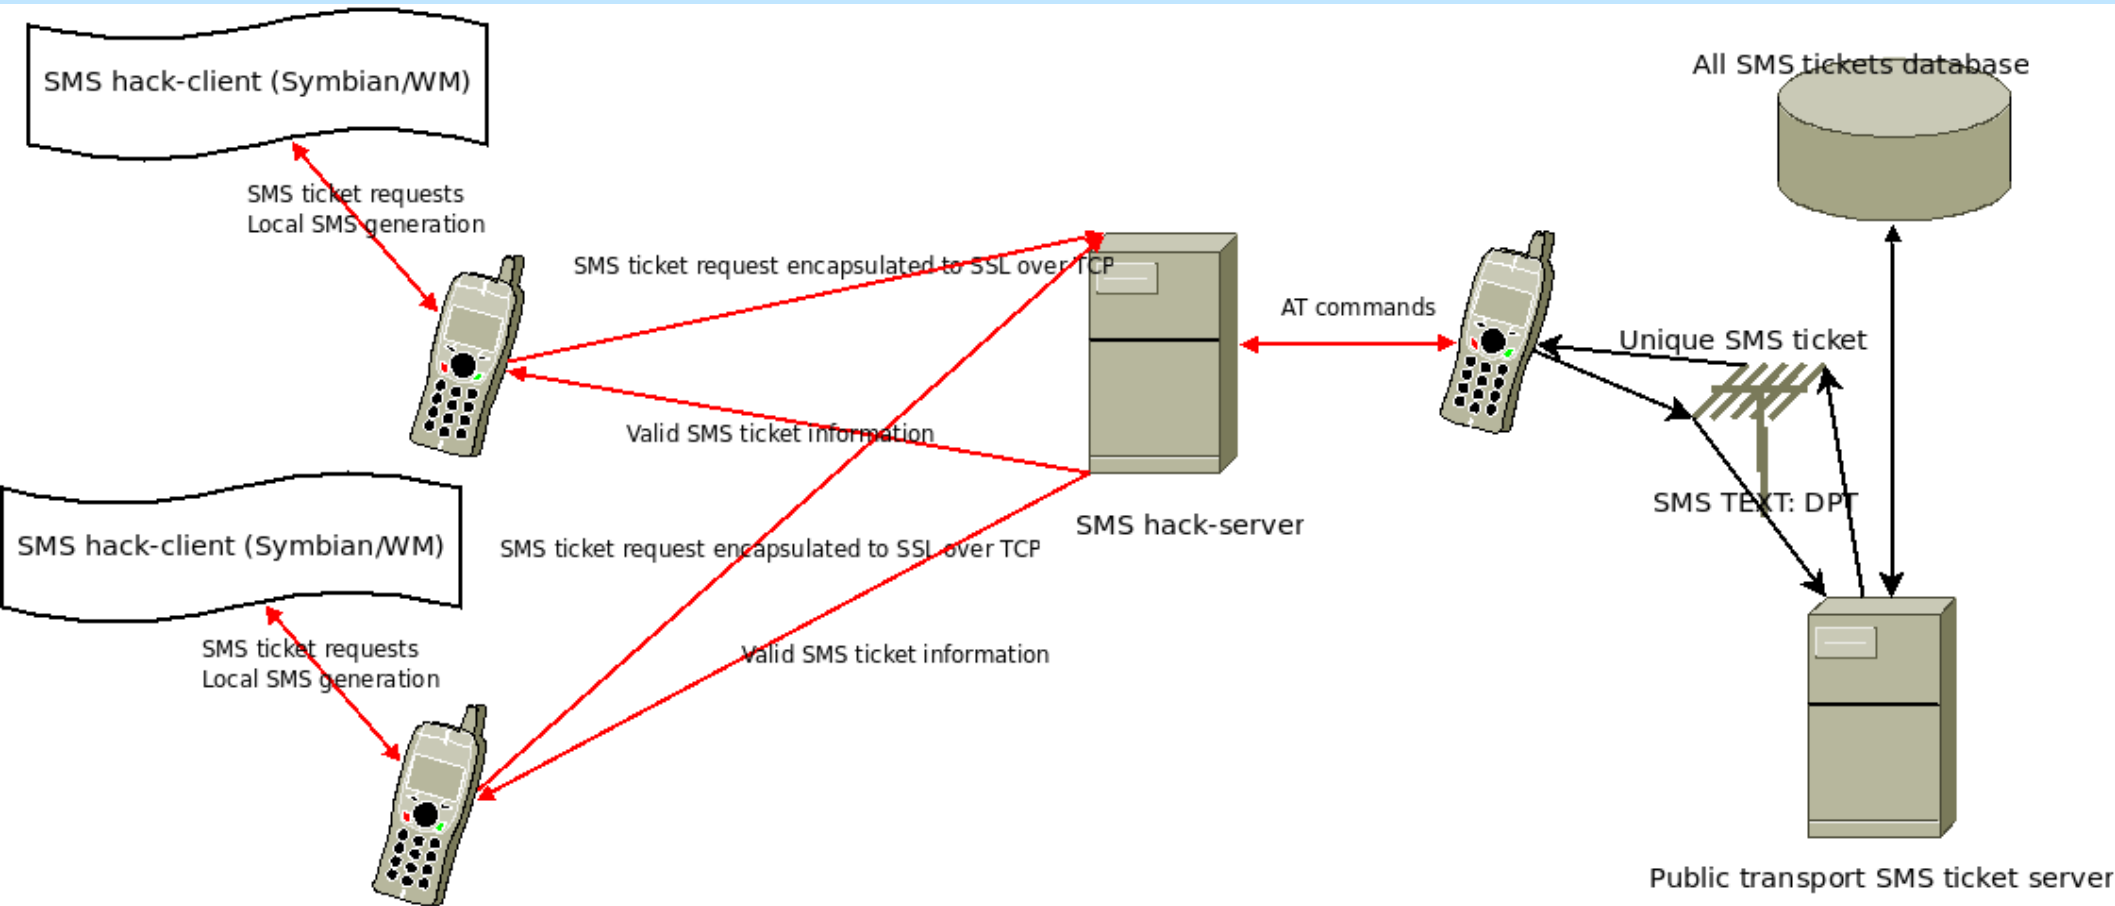 SMS hack-client (Symbian/WM)
All SMS tickets database
SMS ticket requests
Local SMS generation
SMS ticket request encapsulated to SSL over TCP
AT commands
Unique SMS ticket
Valid SMS ticket information
SMS TEXT: DPT
SMS hack-server
SMS hack-client (Symbian/WM)
SMS ticket request encapsulated to SSL over TCP
SMS ticket requests
Local SMS generation
Valid SMS ticket information
Public transport SMS ticket server